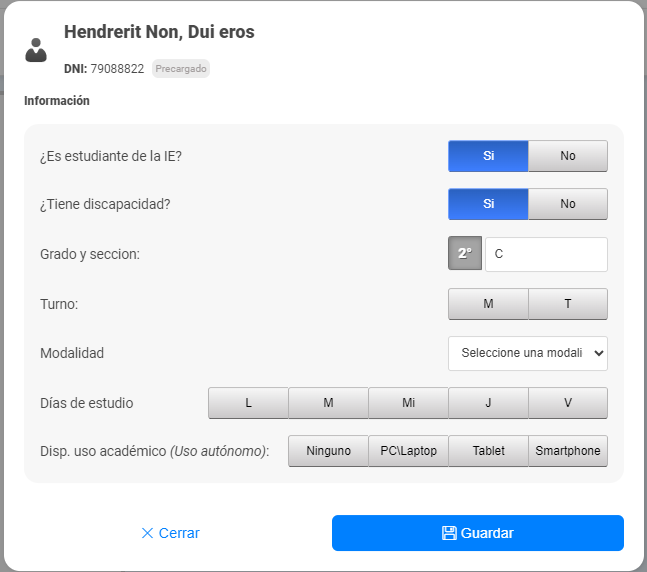 Hendrerit Non, Dui eros
DNI: 79088822 Precargado
Información
¿Es estudiante de la IE? Si No
¿Tiene discapacidad? Si No
Grado y seccion: 2° C
Turno: M T
Modalidad Seleccione una modali
Días de estudio L M Mi J V
Disp. uso académico (Uso autónomo): Ninguno PC\Laptop Tablet Smartphone
Cerrar Guardar